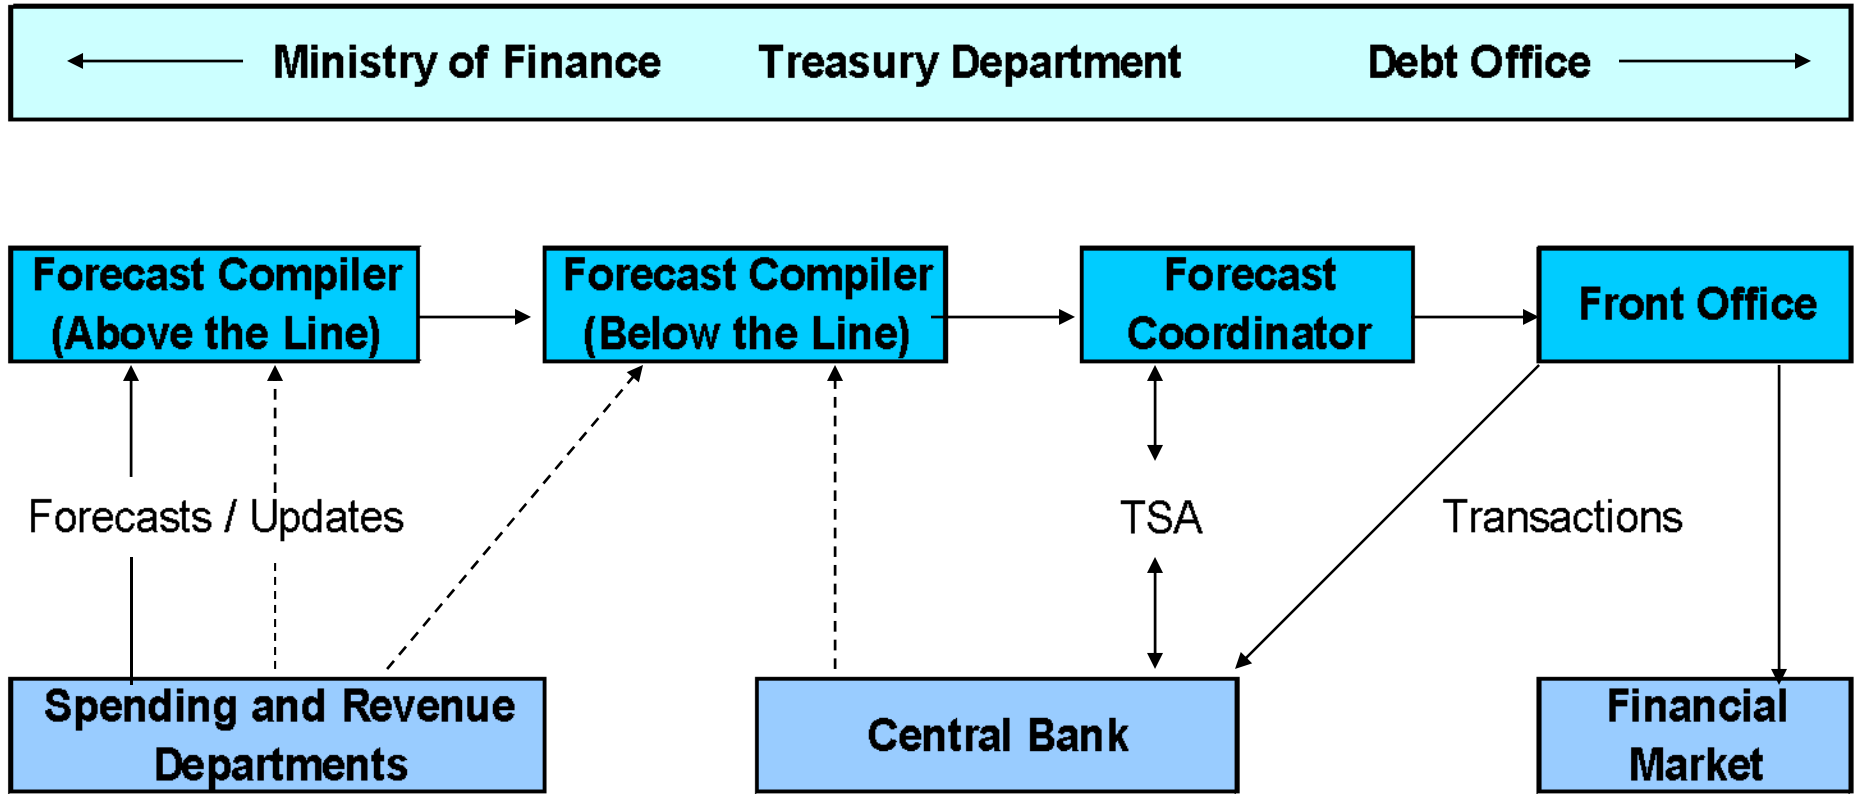 Ministry of Finance Treasury Department Debt Office
Forecast Compiler
(Above the Line)
Forecast Compiler
(Below the Line)
Forecast
Coordinator
Front Office
Forecasts / Updates
TSA
Transactions
Spending and Revenue
Departments
Central Bank
Financial
Market